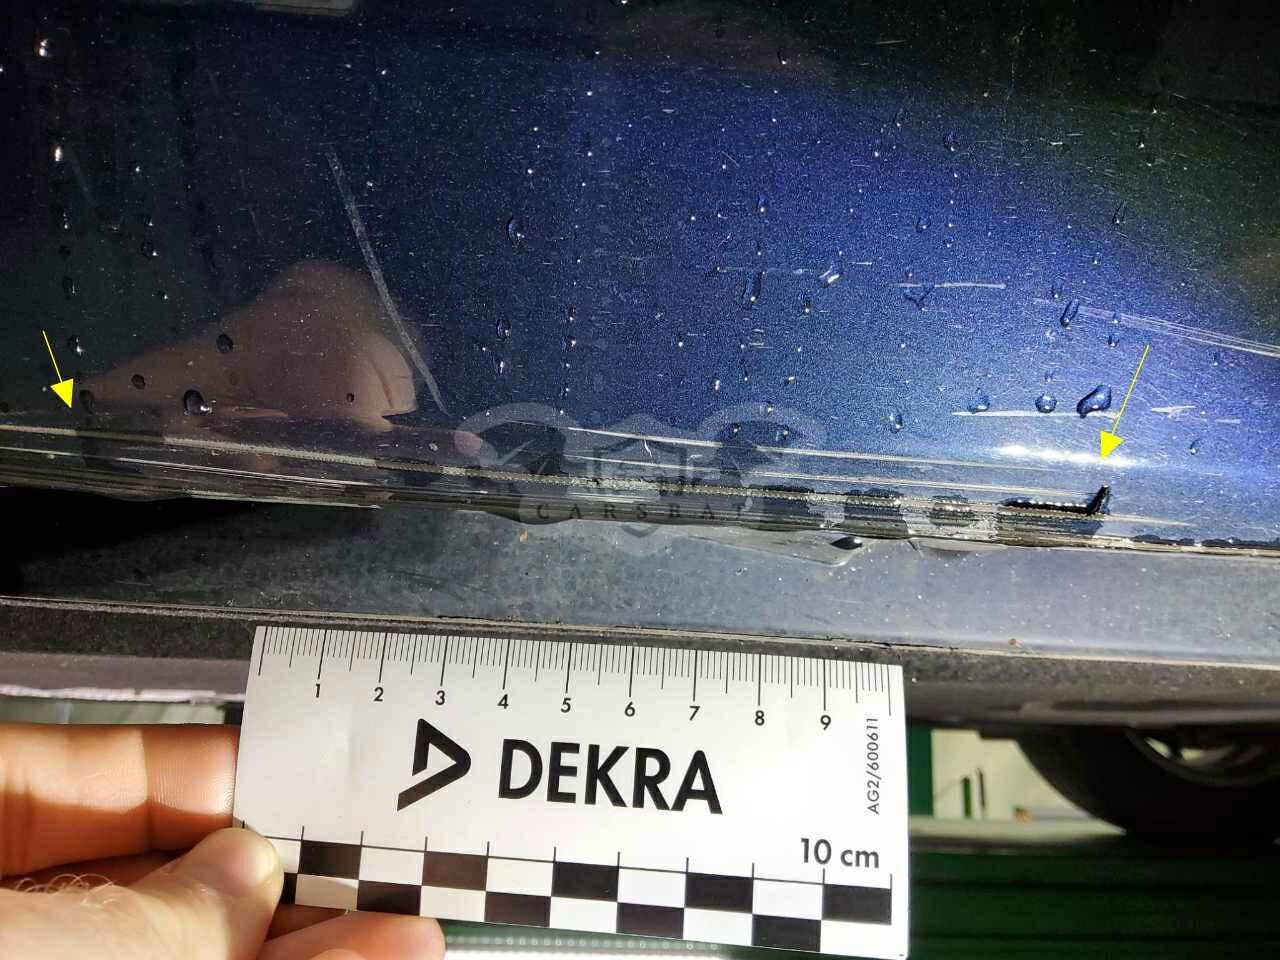 CARSBAT
1 2 3 4 5 6 7 8 9
DEKRA
AG2/600611
10 cm